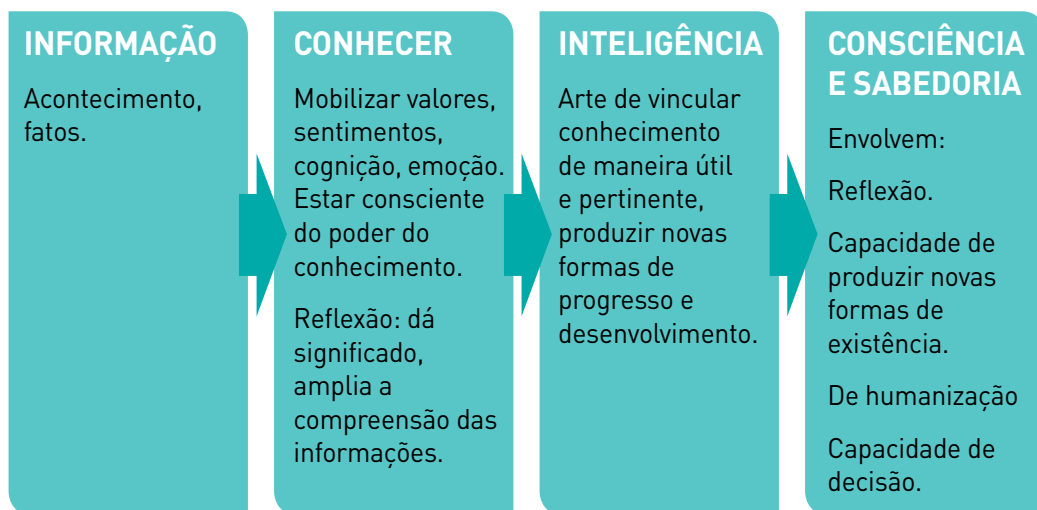 INFORMAÇÃO
Acontecimento,
fatos.
CONHECER
Mobilizar valores,
sentimentos,
cognição, emoção.
Estar consciente
do poder do
conhecimento.
Reflexão: dá
significado,
amplia a
compreensão das
informações.
INTELIGÊNCIA
Arte de vincular
conhecimento
de maneira útil
e pertinente,
produzir novas
formas de
progresso e
desenvolvimento.
CONSCIÊNCIA
E SABEDORIA
Envolvem:
Reflexão.
Capacidade de
produzir novas
formas de
existência.
De humanização
Capacidade de
decisão.